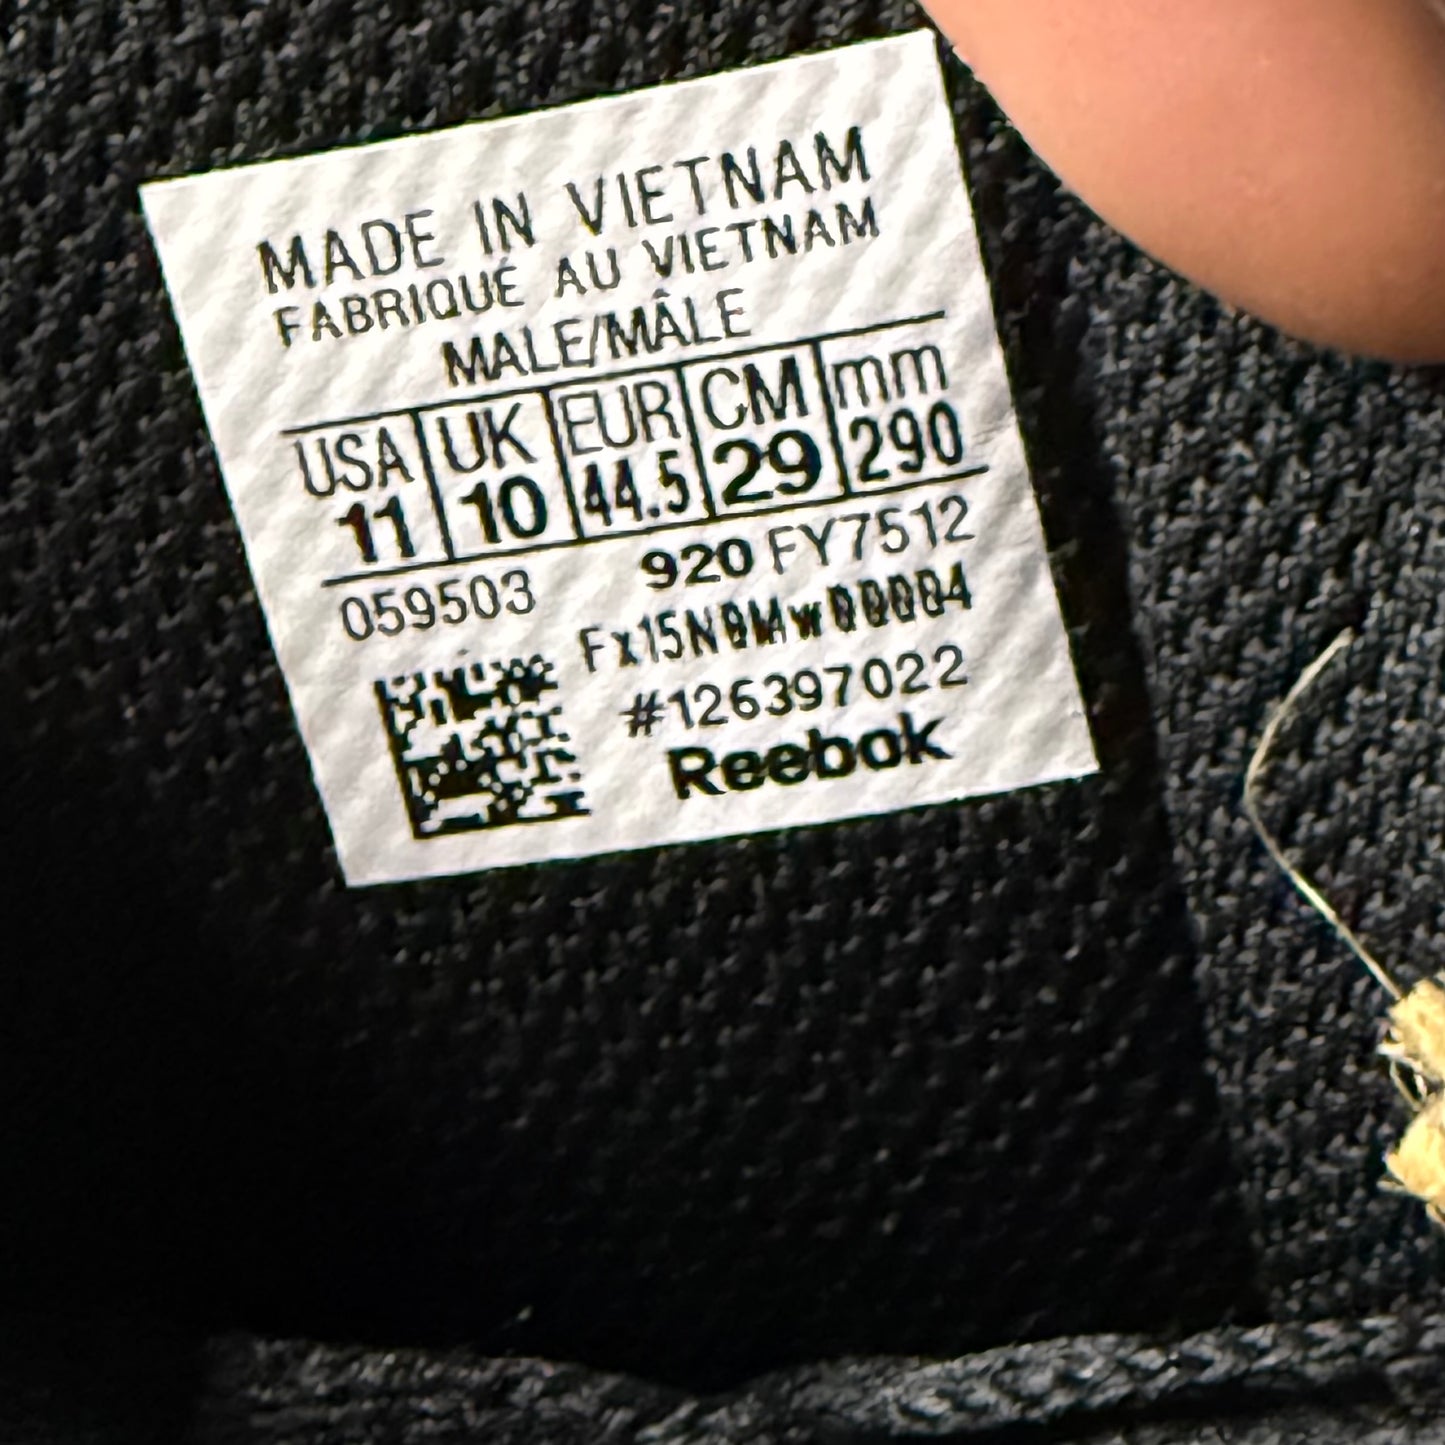 MADE IN VIETNAM
FABRIQUÉ AU VIETNAM
MALE/MÂLE
USA UK EUR CM mm
11 10 44.5 29 290
059503 920 FY7512
#126397022
Reebok